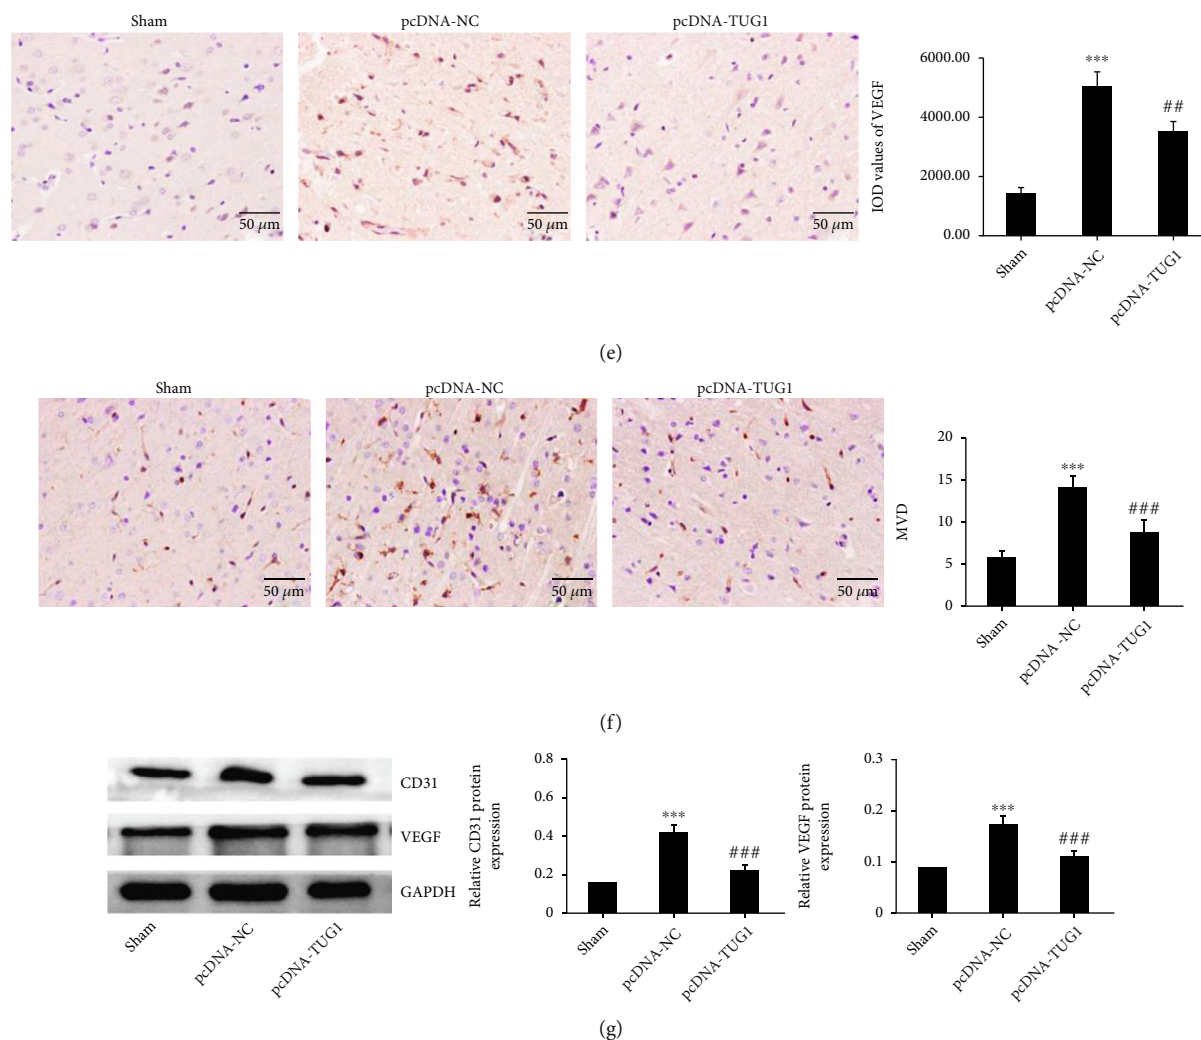 Sham
pcDNA-NC
pcDNA-TUG1
50 μm
50 μm
50 μm
IOD values of VEGF
6000.00
4000.00
2000.00
0.00
***
##
Sham
pcDNA-NC
pcDNA-TUG1
(e)
Sham
pcDNA-NC
pcDNA-TUG1
50 μm
50 μm
50 μm
MVD
20
15
10
5
0
***
###
Sham
pcDNA-NC
pcDNA-TUG1
(f)
CD31
VEGF
GAPDH
Sham
pcDNA-NC
pcDNA-TUG1
Relative CD31 protein
expression
0.8
0.6
0.4
0.2
0
***
###
Sham
pcDNA-NC
pcDNA-TUG1
Relative VEGF protein
expression
0.3
0.2
0.1
0
***
###
Sham
pcDNA-NC
pcDNA-TUG1
(g)